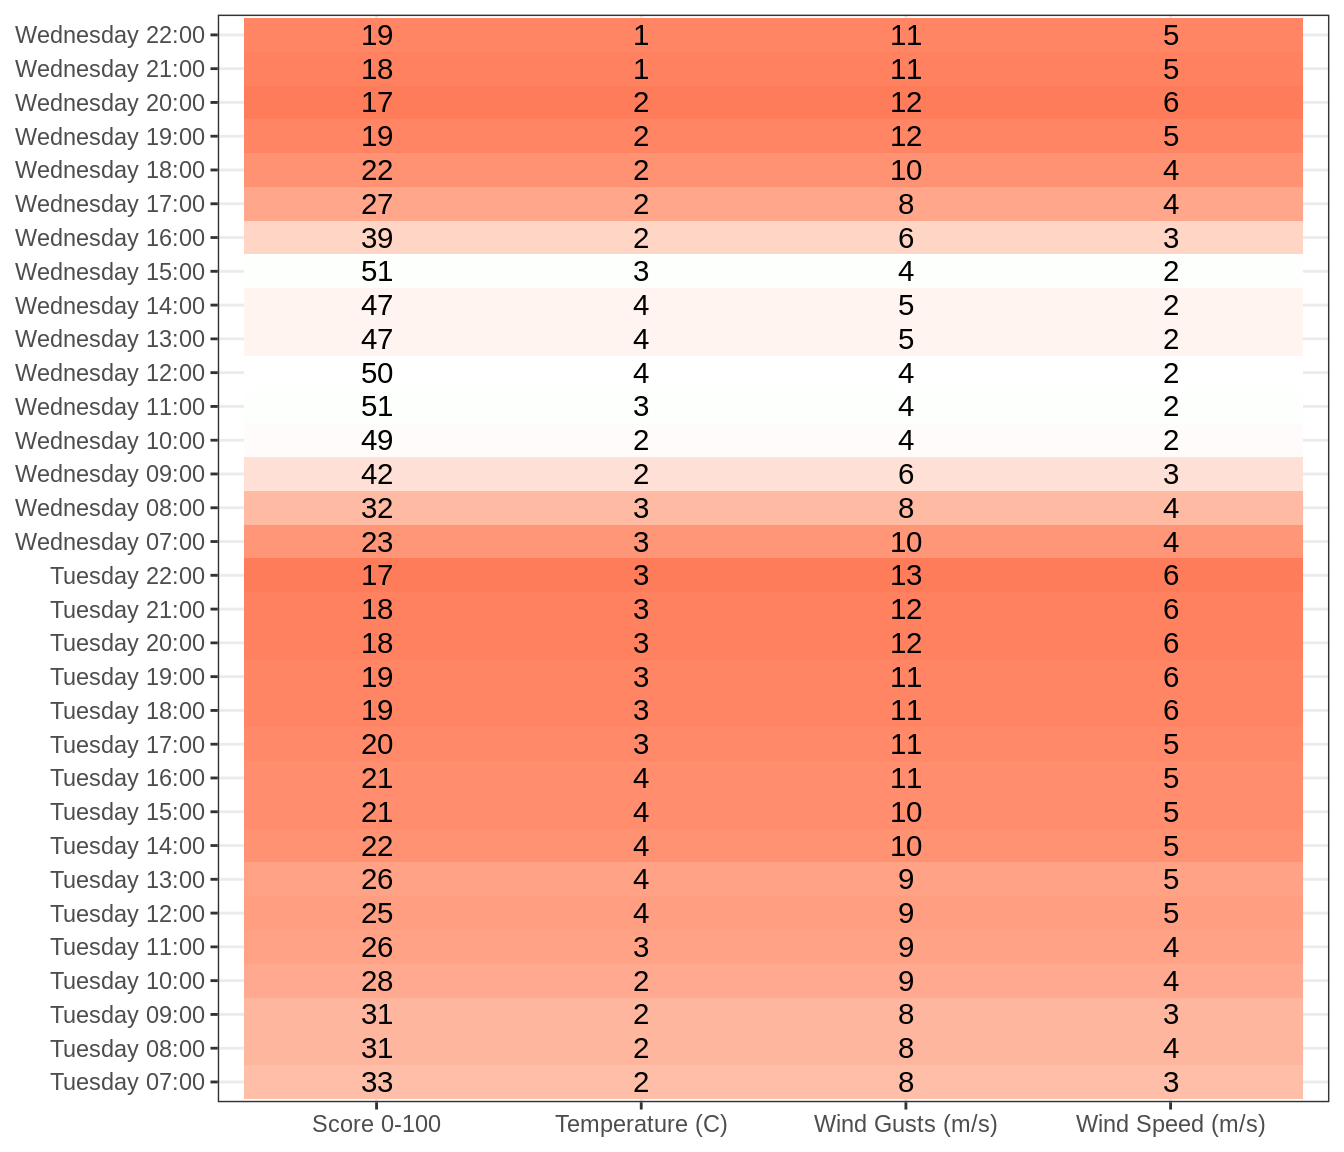 Wednesday 22:00 19 1 11 5
Wednesday 21:00 18 1 11 5
Wednesday 20:00 17 2 12 6
Wednesday 19:00 19 2 12 5
Wednesday 18:00 22 2 10 4
Wednesday 17:00 27 2 8 4
Wednesday 16:00 39 2 6 3
Wednesday 15:00 51 3 4 2
Wednesday 14:00 47 4 5 2
Wednesday 13:00 47 4 5 2
Wednesday 12:00 50 4 4 2
Wednesday 11:00 51 3 4 2
Wednesday 10:00 49 2 4 2
Wednesday 09:00 42 2 6 3
Wednesday 08:00 32 3 8 4
Wednesday 07:00 23 3 10 4
Tuesday 22:00 17 3 13 6
Tuesday 21:00 18 3 12 6
Tuesday 20:00 18 3 12 6
Tuesday 19:00 19 3 11 6
Tuesday 18:00 19 3 11 6
Tuesday 17:00 20 3 11 5
Tuesday 16:00 21 4 11 5
Tuesday 15:00 21 4 10 5
Tuesday 14:00 22 4 10 5
Tuesday 13:00 26 4 9 5
Tuesday 12:00 25 4 9 5
Tuesday 11:00 26 3 9 4
Tuesday 10:00 28 2 9 4
Tuesday 09:00 31 2 8 3
Tuesday 08:00 31 2 8 4
Tuesday 07:00 33 2 8 3
Score 0-100 Temperature (C) Wind Gusts (m/s) Wind Speed (m/s)